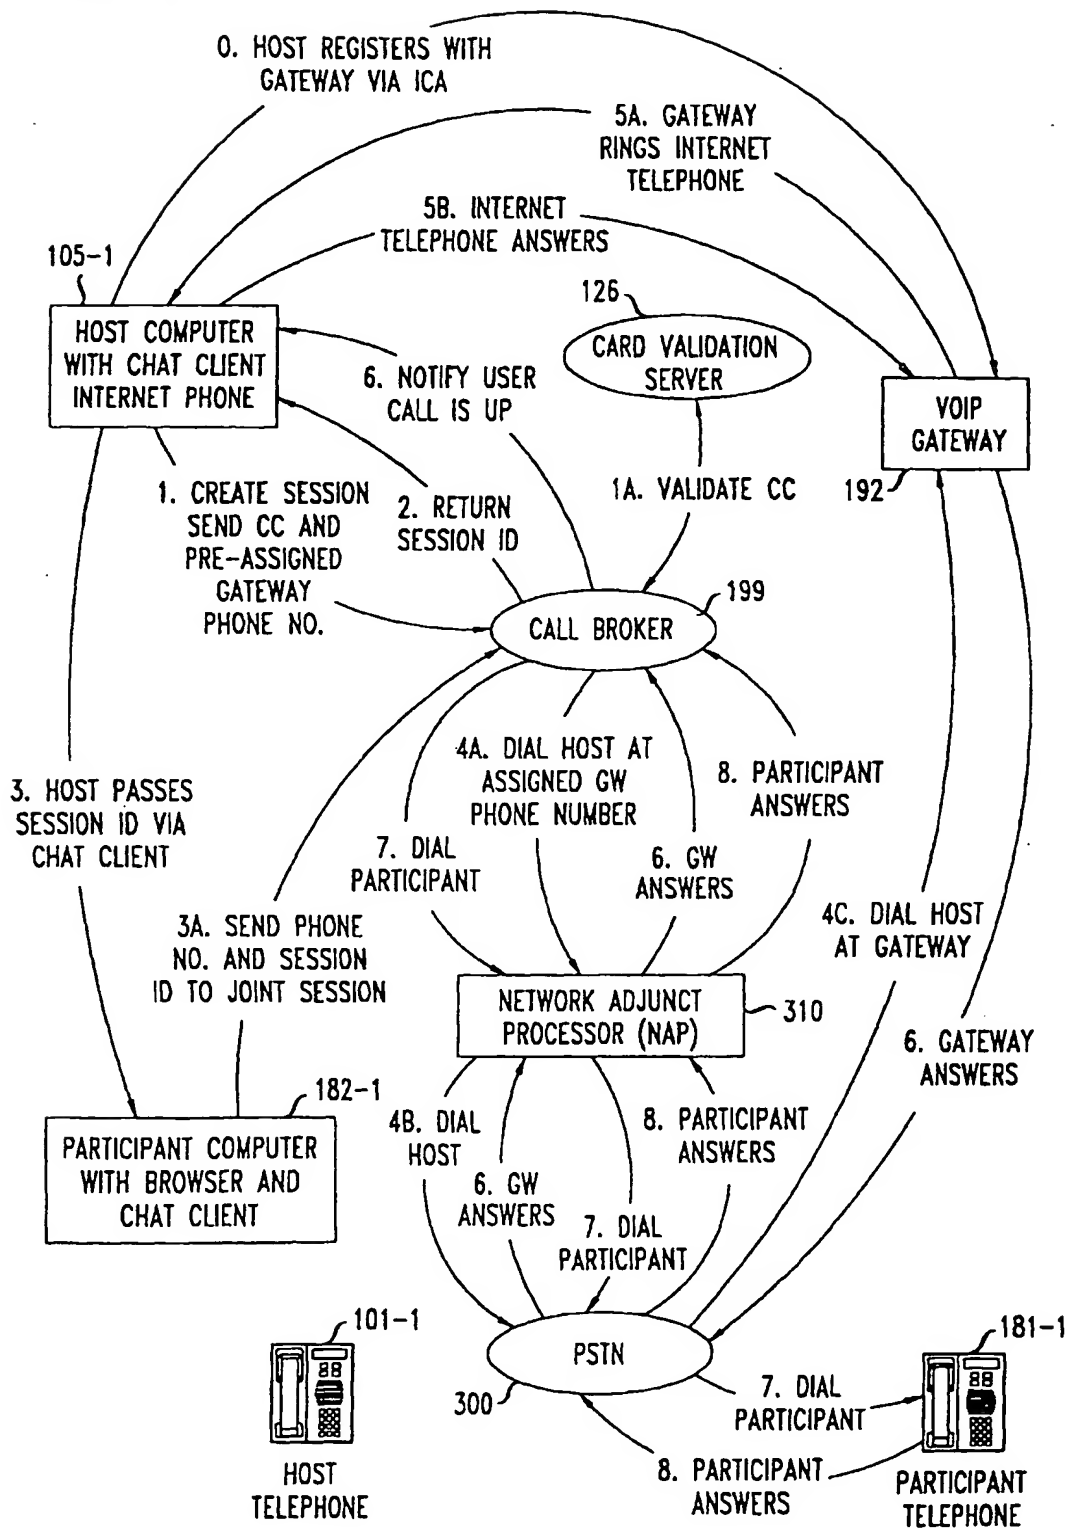 0. HOST REGISTERS WITH
GATEWAY VIA ICA
5A. GATEWAY
RINGS INTERNET
TELEPHONE
5B. INTERNET
TELEPHONE ANSWERS
105-1
HOST COMPUTER
WITH CHAT CLIENT
INTERNET PHONE
126
CARD VALIDATION
SERVER
6. NOTIFY USER
CALL IS UP
VOIP
GATEWAY
192
1. CREATE SESSION
SEND CC AND
PRE-ASSIGNED
GATEWAY
PHONE NO.
2. RETURN
SESSION ID
1A. VALIDATE CC
199
CALL BROKER
4A. DIAL HOST AT
ASSIGNED GW
PHONE NUMBER
8. PARTICIPANT
ANSWERS
3. HOST PASSES
SESSION ID VIA
CHAT CLIENT
7. DIAL
PARTICIPANT
6. GW
ANSWERS
3A. SEND PHONE
NO. AND SESSION
ID TO JOINT SESSION
4C. DIAL HOST
AT GATEWAY
NETWORK ADJUNCT
PROCESSOR (NAP)
310
6. GATEWAY
ANSWERS
182-1
PARTICIPANT COMPUTER
WITH BROWSER AND
CHAT CLIENT
4B. DIAL
HOST
8. PARTICIPANT
ANSWERS
6. GW
ANSWERS
7. DIAL
PARTICIPANT
101-1
HOST
TELEPHONE
PSTN
300
181-1
7. DIAL
PARTICIPANT
8. PARTICIPANT
ANSWERS
PARTICIPANT
TELEPHONE